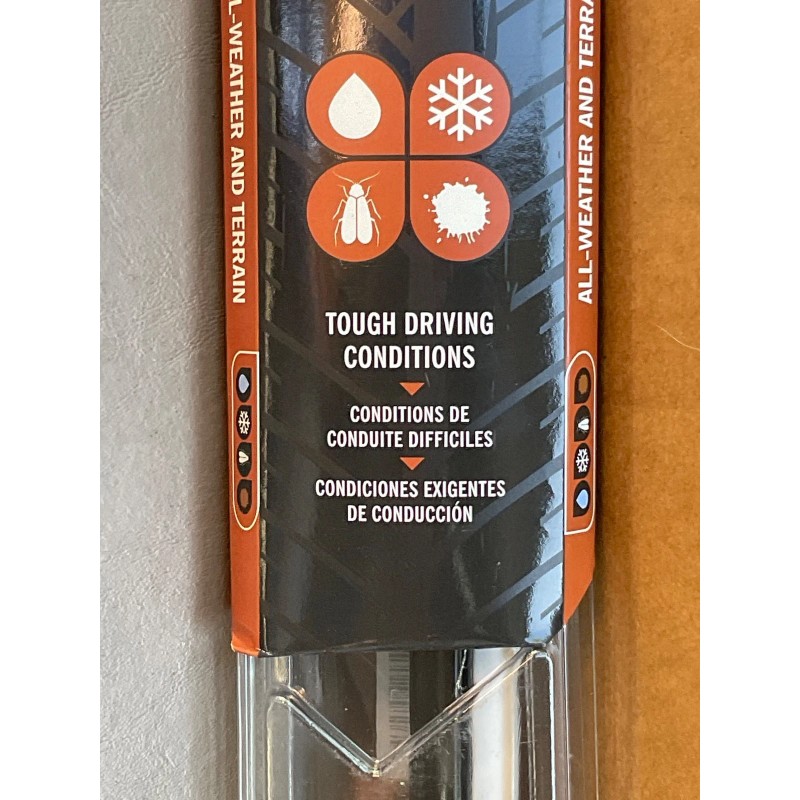 L-WEATHER AND TERRAIN
ALL-WEATHER AND TERRA
TOUGH DRIVING
CONDITIONS
CONDITIONS DE
CONDUITE DIFFICILES
CONDICIONES EXIGENTES
DE CONDUCCIÓN